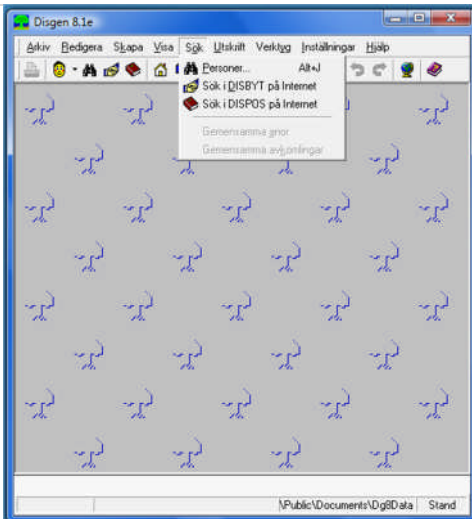 Disgen 8.1e
Arkiv Redigera Skapa Visa Sök Utskrift Verktyg Inställningar Hjälp
Personer... Alt+J
Sök i DISBYT på Internet
Sök i DISPOS på Internet
Gemensamma anor
Gemensamma avkomlingar
\Public\Documents\Dg8Data Stand